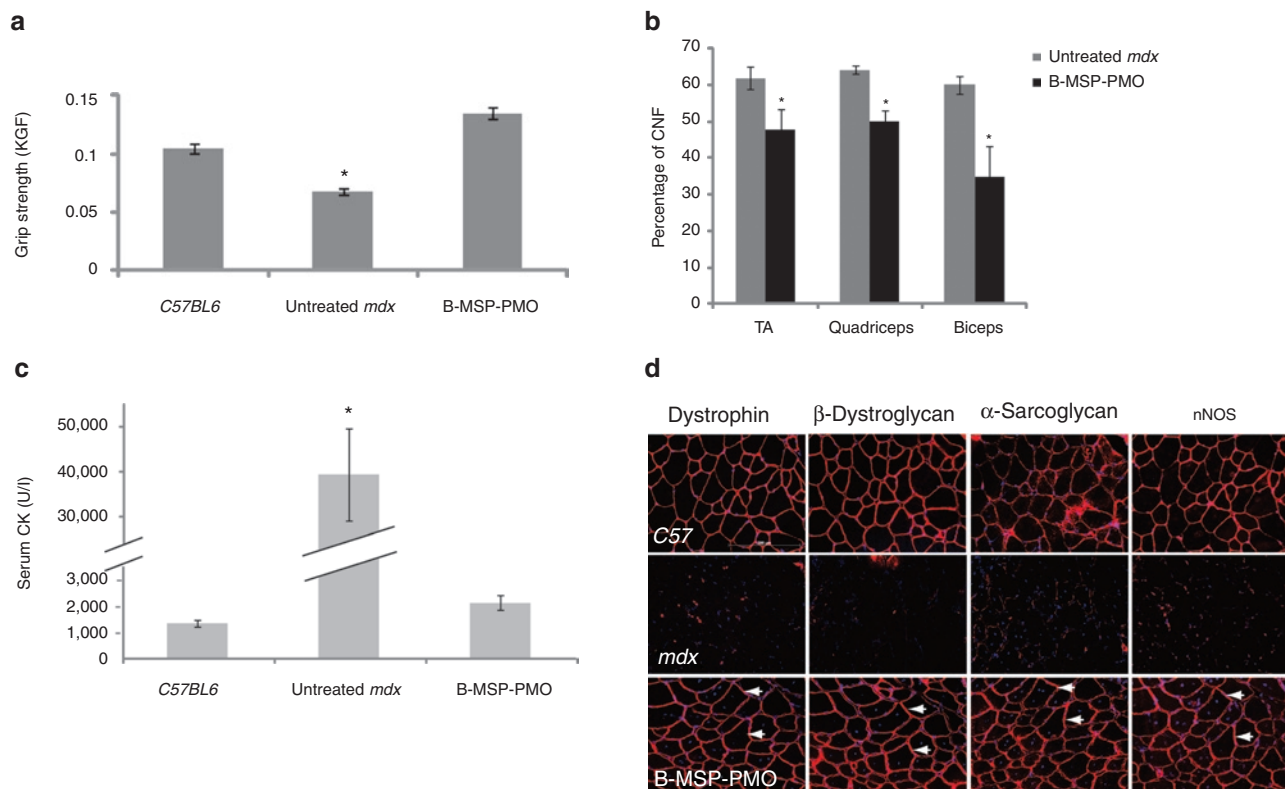 a
Grip strength (KGF)
0.15
0.1
0.05
0
C57BL6
Untreated mdx
B-MSP-PMO
*
b
Percentage of CNF
70
60
50
40
30
20
10
0
TA
Quadriceps
Biceps
Untreated mdx
B-MSP-PMO
*
*
*
c
Serum CK (U/l)
50,000
40,000
30,000
3,000
2,000
1,000
0
C57BL6
Untreated mdx
B-MSP-PMO
*
d
Dystrophin
β-Dystroglycan
α-Sarcoglycan
nNOS
C57
mdx
B-MSP-PMO